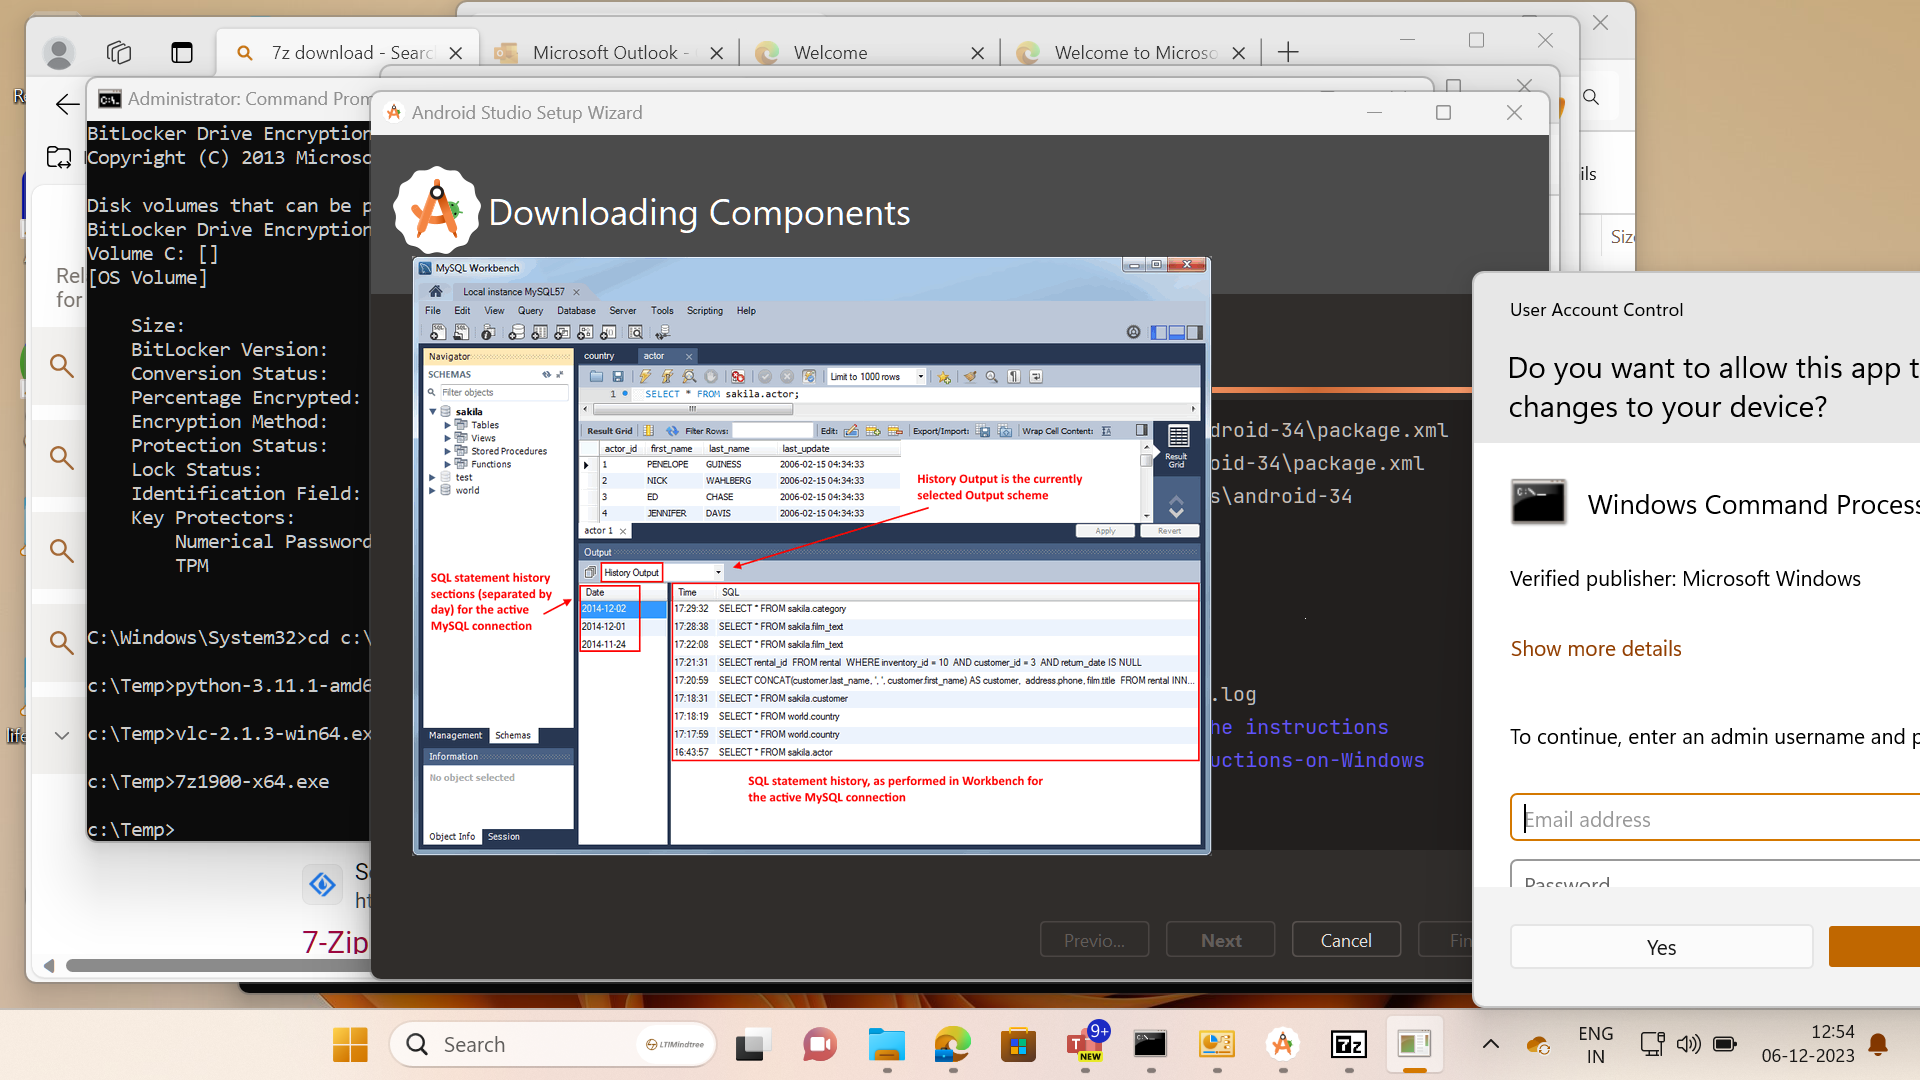 7z download - Searc
Microsoft Outlook -
Welcome
Welcome to Microso
Administrator: Command Prom
BitLocker Drive Encryption
Copyright (C) 2013 Microso
Disk volumes that can be p
BitLocker Drive Encryption
Volume C: []
[OS Volume]
Size:
BitLocker Version:
Conversion Status:
Percentage Encrypted:
Encryption Method:
Protection Status:
Lock Status:
Identification Field:
Key Protectors:
Numerical Password
TPM
C:\Windows\System32>cd c:\
c:\Temp>python-3.11.1-amd6
c:\Temp>vlc-2.1.3-win64.ex
c:\Temp>7z1900-x64.exe
c:\Temp>
Rel
for
7-Zip
Android Studio Setup Wizard
Downloading Components
MySQL Workbench
Local instance MySQL57
File Edit View Query Database Server Tools Scripting Help
Navigator
SCHEMAS
Filter objects
sakila
Tables
Views
Stored Procedures
Functions
test
world
Management Schemas
Information
No object selected
Object Info Session
country actor
Limit to 1000 rows
1 SELECT * FROM sakila.actor;
Result Grid Filter Rows: Edit: Export/Import: Wrap Cell Content:
actor_id first_name last_name last_update
1 PENELOPE GUINESS 2006-02-15 04:34:33
2 NICK WAHLBERG 2006-02-15 04:34:33
3 ED CHASE 2006-02-15 04:34:33
4 JENNIFER DAVIS 2006-02-15 04:34:33
Result
Grid
History Output is the currently
selected Output scheme
actor 1
Apply Revert
Output
History Output
SQL statement history
sections (separated by
day) for the active
MySQL connection
Date
2014-12-02
2014-12-01
2014-11-24
Time SQL
17:29:32 SELECT * FROM sakila.category
17:28:38 SELECT * FROM sakila.film_text
17:22:08 SELECT * FROM sakila.film_text
17:21:31 SELECT rental_id FROM rental WHERE inventory_id = 10 AND customer_id = 3 AND return_date IS NULL
17:20:59 SELECT CONCAT(customer.last_name, ', ', customer.first_name) AS customer, address.phone, film.title FROM rental INN...
17:18:31 SELECT * FROM sakila.customer
17:18:19 SELECT * FROM world.country
17:17:59 SELECT * FROM world.country
16:43:57 SELECT * FROM sakila.actor
SQL statement history, as performed in Workbench for
the active MySQL connection
droid-34\package.xml
oid-34\package.xml
s\android-34
.log
he instructions
uctions-on-Windows
Previo... Next Cancel Fin
ils
Siz
User Account Control
Do you want to allow this app t
changes to your device?
Windows Command Process
Verified publisher: Microsoft Windows
Show more details
To continue, enter an admin username and p
Email address
Password
Yes
Search
LTIMindtree
9+
NEW
7z
ENG
IN
12:54
06-12-2023